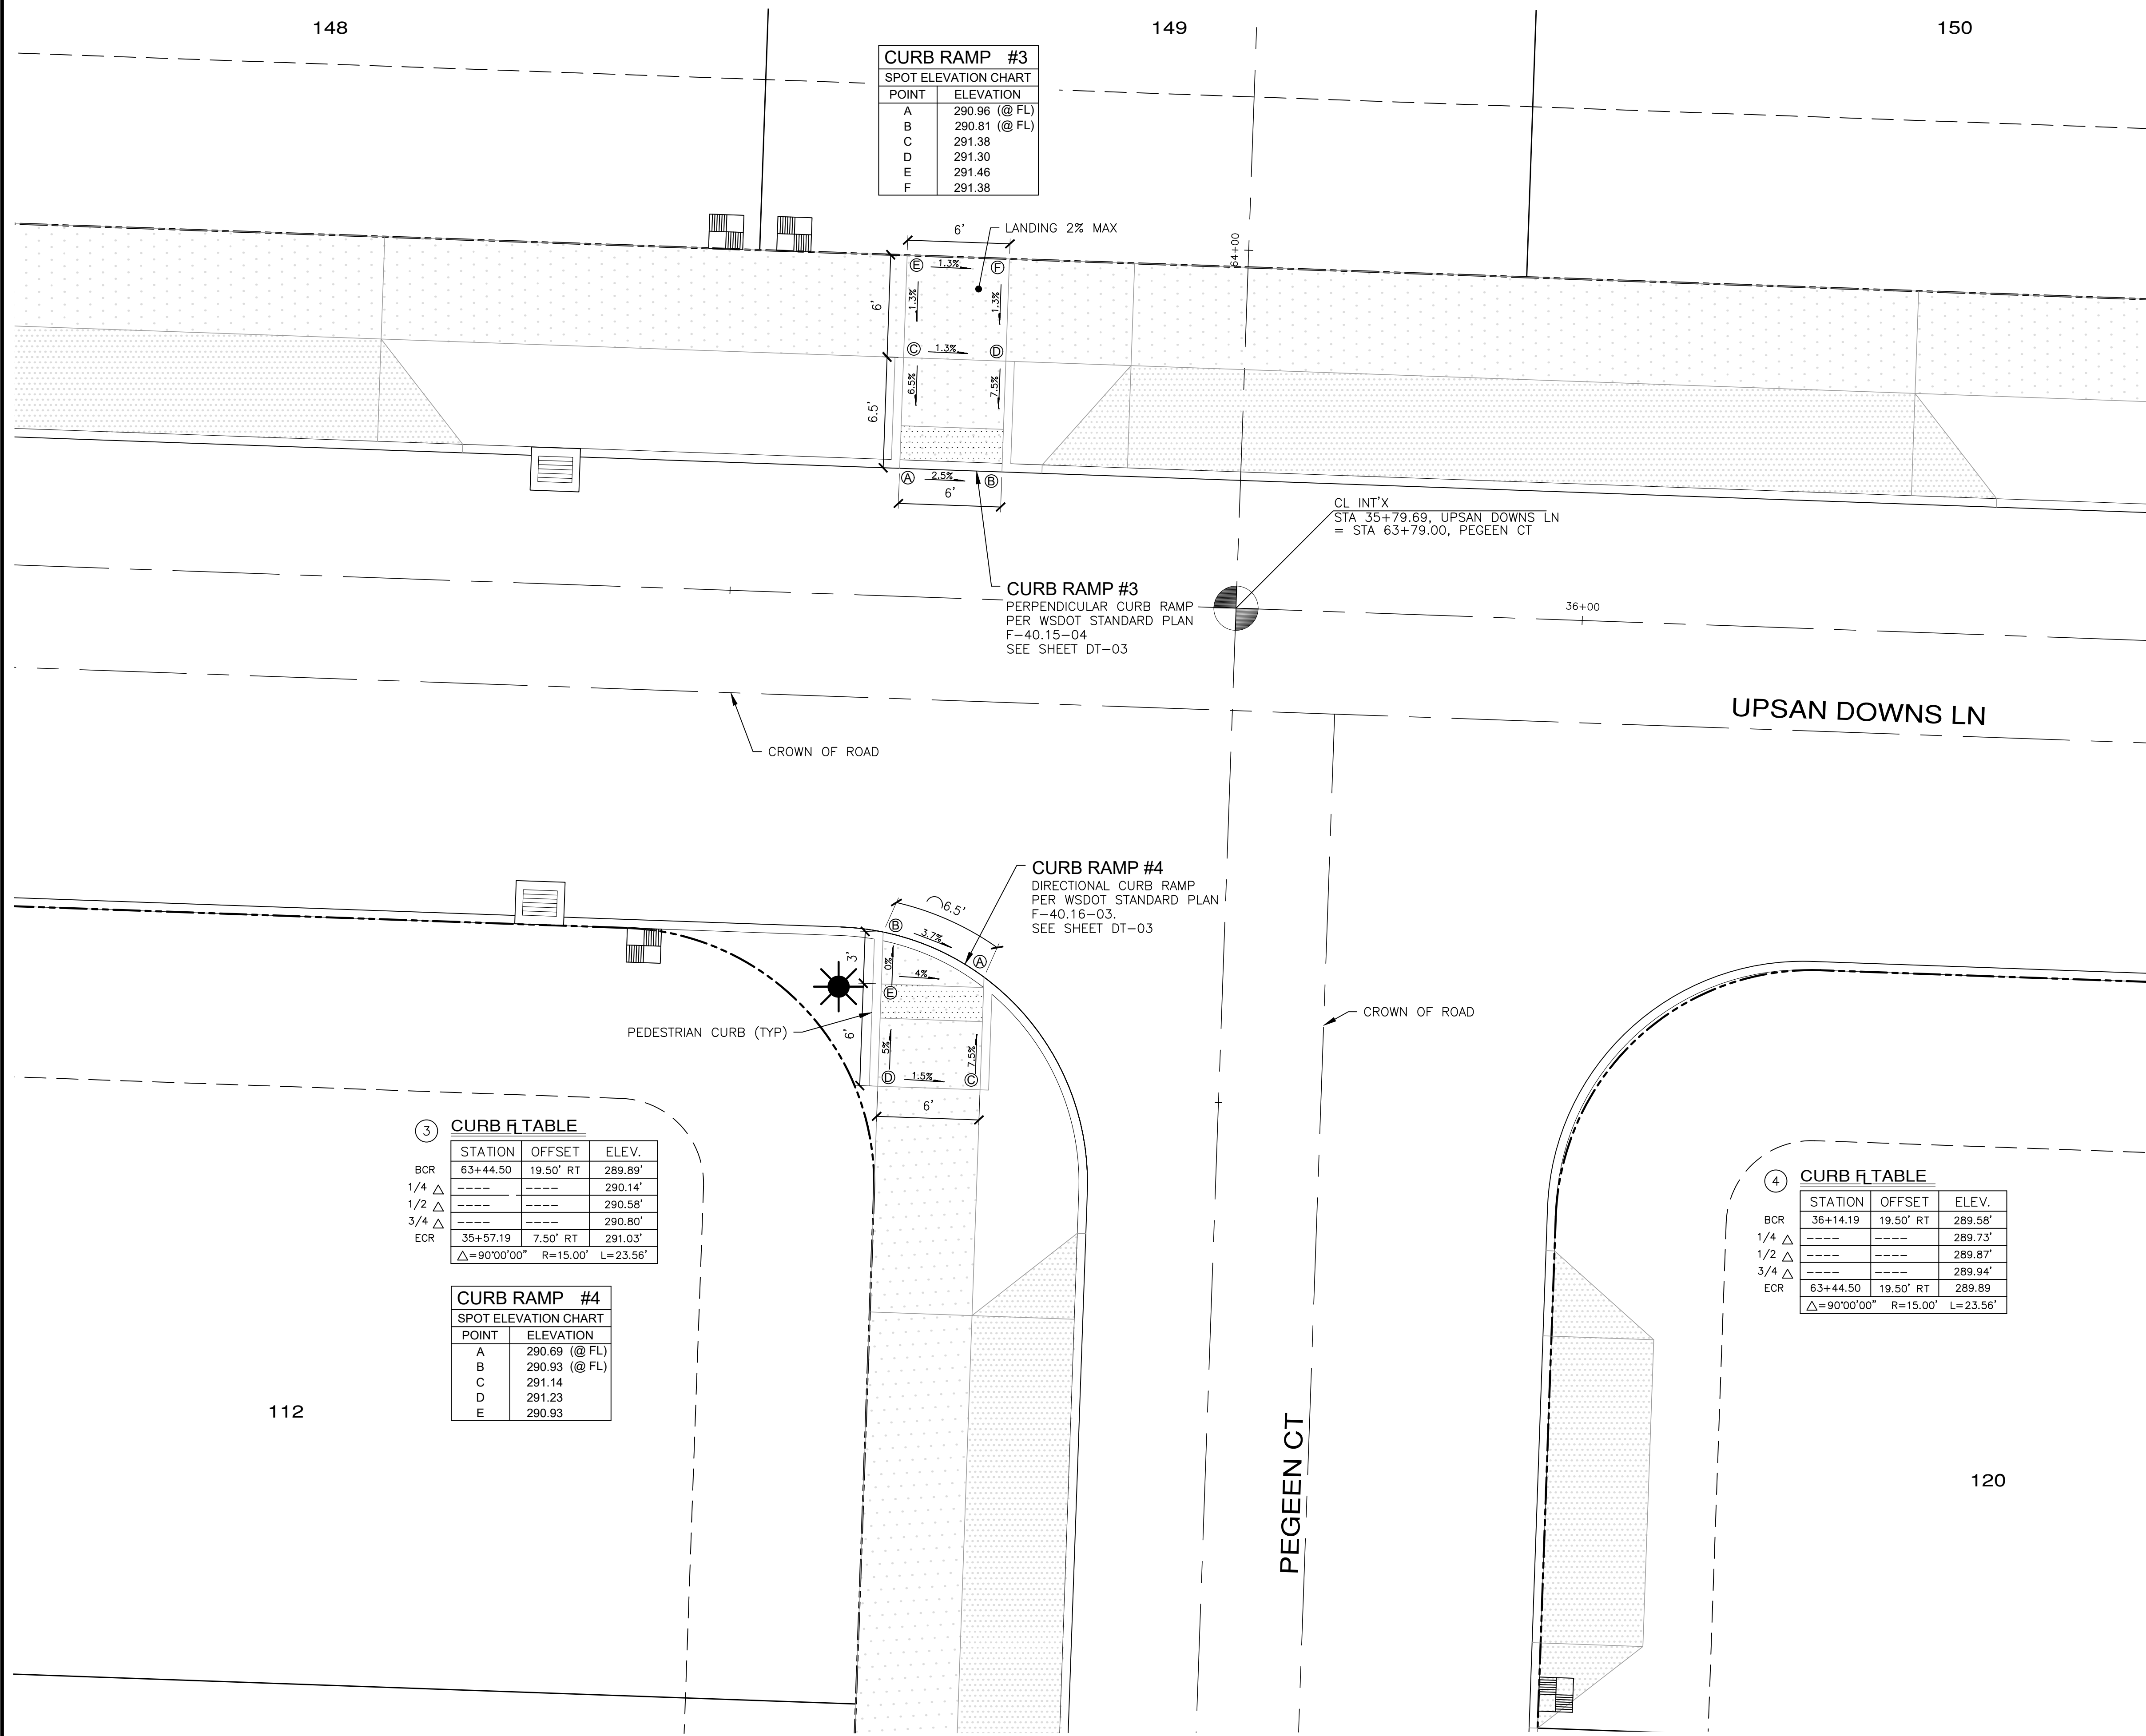 148
149
150
CURB RAMP #3
SPOT ELEVATION CHART
POINT ELEVATION
A 290.96 (@ FL)
B 290.81 (@ FL)
C 291.38
D 291.30
E 291.46
F 291.38
6'
LANDING 2% MAX
64+00
E 1.3% F
6'
1.3%
1.3%
C 1.3% D
6.5%
7.5%
6.5'
A 2.5% B
6'
CL INT'X
STA 35+79.69, UPSAN DOWNS LN
= STA 63+79.00, PEGEEN CT
CURB RAMP #3
PERPENDICULAR CURB RAMP
PER WSDOT STANDARD PLAN
F-40.15-04
SEE SHEET DT-03
36+00
UPSAN DOWNS LN
CROWN OF ROAD
CURB RAMP #4
DIRECTIONAL CURB RAMP
PER WSDOT STANDARD PLAN
F-40.16-03.
SEE SHEET DT-03
6.5'
B 3.7%
A
3'
0%
4%
E
CROWN OF ROAD
PEDESTRIAN CURB (TYP)
6'
5%
7.5%
D 1.5% C
6'
3 CURB FL TABLE
STATION OFFSET ELEV.
BCR 63+44.50 19.50' RT 289.89'
1/4 △ ---- ---- 290.14'
1/2 △ ---- ---- 290.58'
3/4 △ ---- ---- 290.80'
ECR 35+57.19 7.50' RT 291.03'
△=90°00'00" R=15.00' L=23.56'
4 CURB FL TABLE
STATION OFFSET ELEV.
BCR 36+14.19 19.50' RT 289.58'
1/4 △ ---- ---- 289.73'
1/2 △ ---- ---- 289.87'
3/4 △ ---- ---- 289.94'
ECR 63+44.50 19.50' RT 289.89
△=90°00'00" R=15.00' L=23.56'
CURB RAMP #4
SPOT ELEVATION CHART
POINT ELEVATION
A 290.69 (@ FL)
B 290.93 (@ FL)
C 291.14
D 291.23
E 290.93
112
PEGEEN CT
120